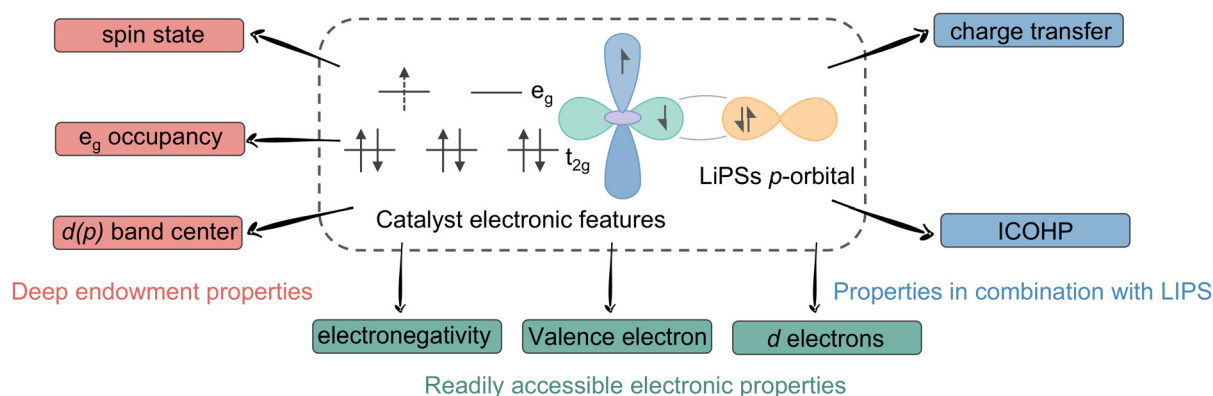 spin state
charge transfer
e_g
e_g occupancy
t_2g
LiPSs p-orbital
Catalyst electronic features
d(p) band center
ICOHP
Deep endowment properties
Properties in combination with LIPS
electronegativity
Valence electron
d electrons
Readily accessible electronic properties